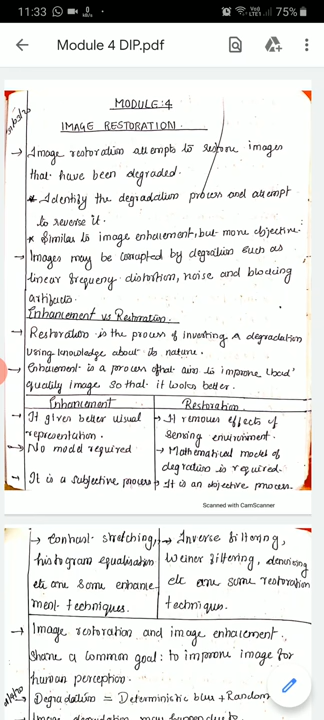 11:33
VoLTE1 75%
Module 4 DIP.pdf
MODULE:4
IMAGE RESTORATION.
→ Image restoration attempts to restore images
that have been degraded.
* Identify the degradation process and attempt
to reverse it.
* Similar to image enhancement, but more objective.
→ Images may be corrupted by degration such as
linear frequency distortion, noise and blocking
artifacts.
Enhancement vs Restoration.
→ Restoration is the process of inverting a degradation
using knowledge about its nature.
→ Enhancement is a process that aims to improve 'bad'
quality image so that it looks better.
Enhancement Restoration
→ It gives better visual → It removes effects of
representation. sensing environment.
→ No model required → Mathematical model of
degradation is required.
→ It is a subjective process → It is an objective process.
Scanned with CamScanner
→ Contrast stretching, → Inverse filtering,
histogram equalisation Weiner filtering, denoising
etc are some enhance- etc are some restoration
ment techniques. techniques.
→ Image restoration and image enhancement
share a common goal: to improve image for
human perception.
→ Degradation = Deterministic blur + Random